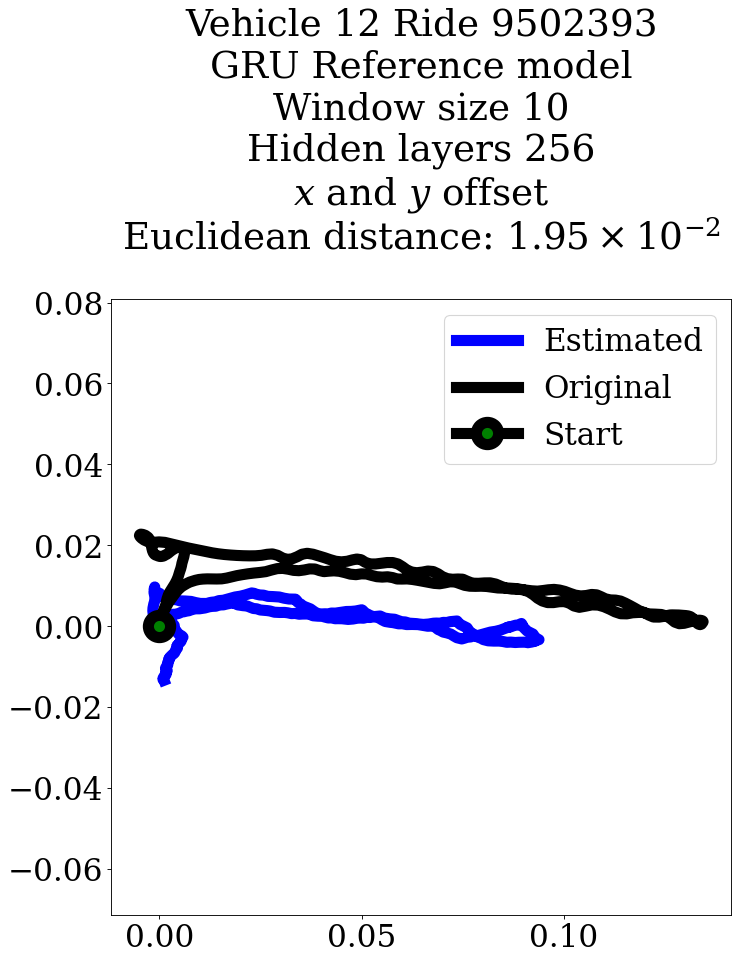 Vehicle 12 Ride 9502393
GRU Reference model
Window size 10
Hidden layers 256
x and y offset
Euclidean distance: 1.95 × 10⁻²
0.08
0.06
0.04
0.02
0.00
−0.02
−0.04
−0.06
Estimated
Original
Start
0.00 0.05 0.10